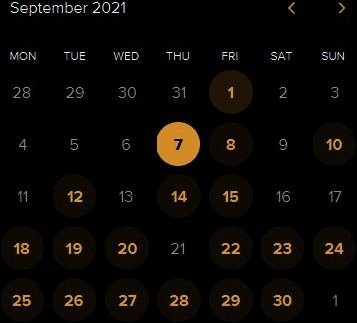 September 2021 < >
MON TUE WED THU FRI SAT SUN
28 29 30 31 1 2 3
4 5 6 7 8 9 10
11 12 13 14 15 16 17
18 19 20 21 22 23 24
25 26 27 28 29 30 1